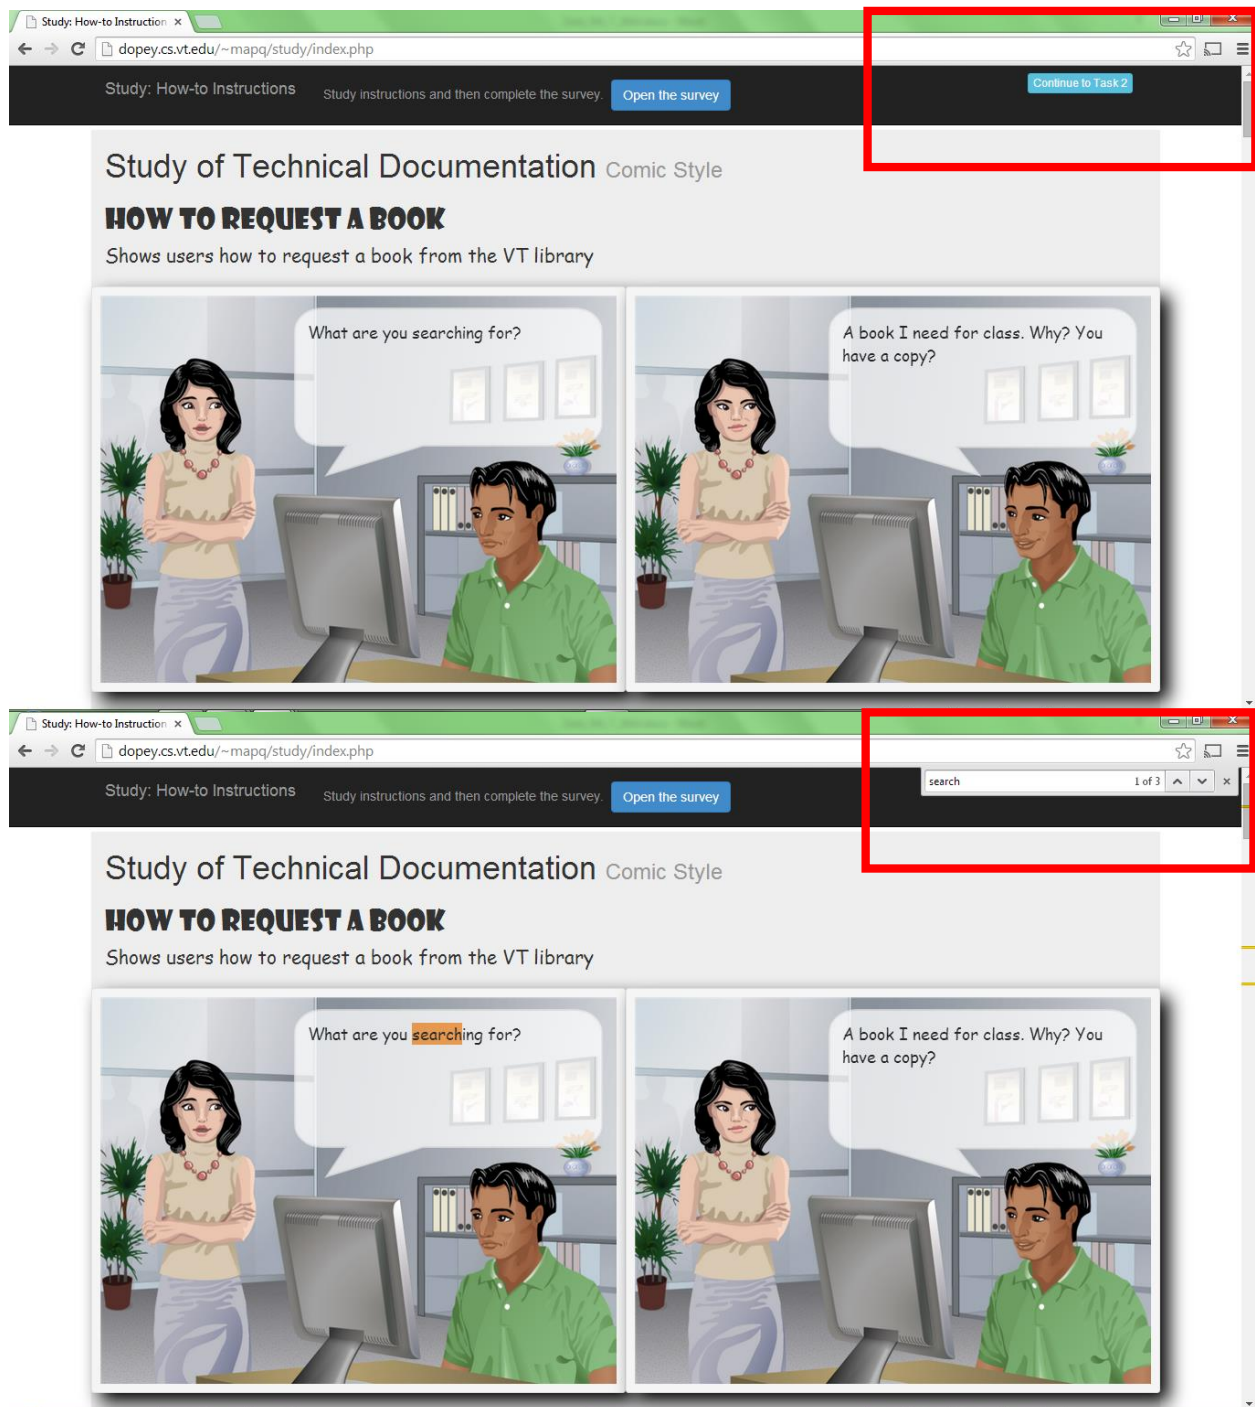 Study: How-to Instruction ×
dopey.cs.vt.edu/~mapq/study/index.php
Study: How-to Instructions Study instructions and then complete the survey. Open the survey Continue to Task 2
Study of Technical Documentation Comic Style
HOW TO REQUEST A BOOK
Shows users how to request a book from the VT library
What are you searching for?
A book I need for class. Why? You
have a copy?
Study: How-to Instruction ×
dopey.cs.vt.edu/~mapq/study/index.php
search 1 of 3
Study: How-to Instructions Study instructions and then complete the survey. Open the survey
Study of Technical Documentation Comic Style
HOW TO REQUEST A BOOK
Shows users how to request a book from the VT library
What are you searching for?
A book I need for class. Why? You
have a copy?